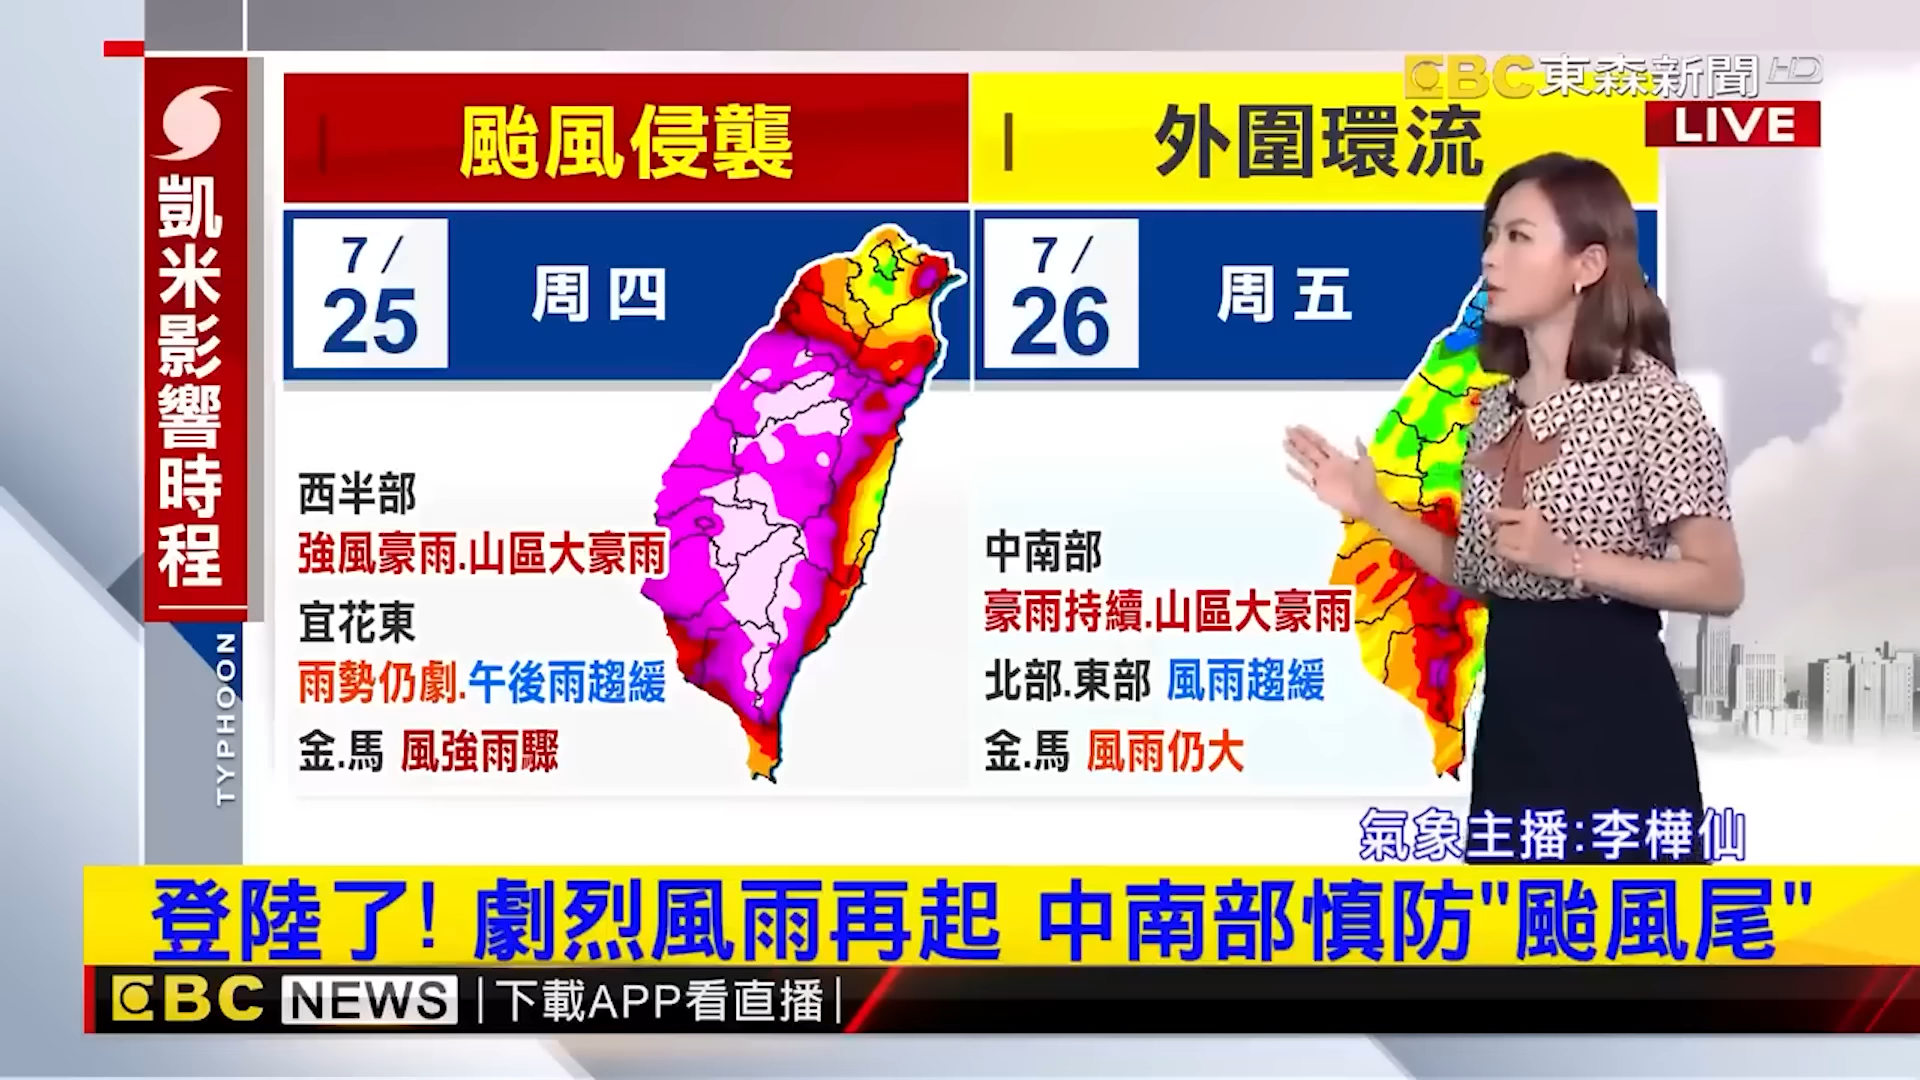 EBC東森新聞HD
LIVE
凱米影響時程
TYPHOON
颱風侵襲
7/25
周四
西半部
強風豪雨.山區大豪雨
宜花東
雨勢仍劇.午後雨趨緩
金.馬 風強雨驟
外圍環流
7/26
周五
中南部
豪雨持續.山區大豪雨
北部.東部 風雨趨緩
金.馬 風雨仍大
氣象主播:李樺仙
登陸了! 劇烈風雨再起 中南部慎防"颱風尾"
EBC NEWS |下載APP看直播|